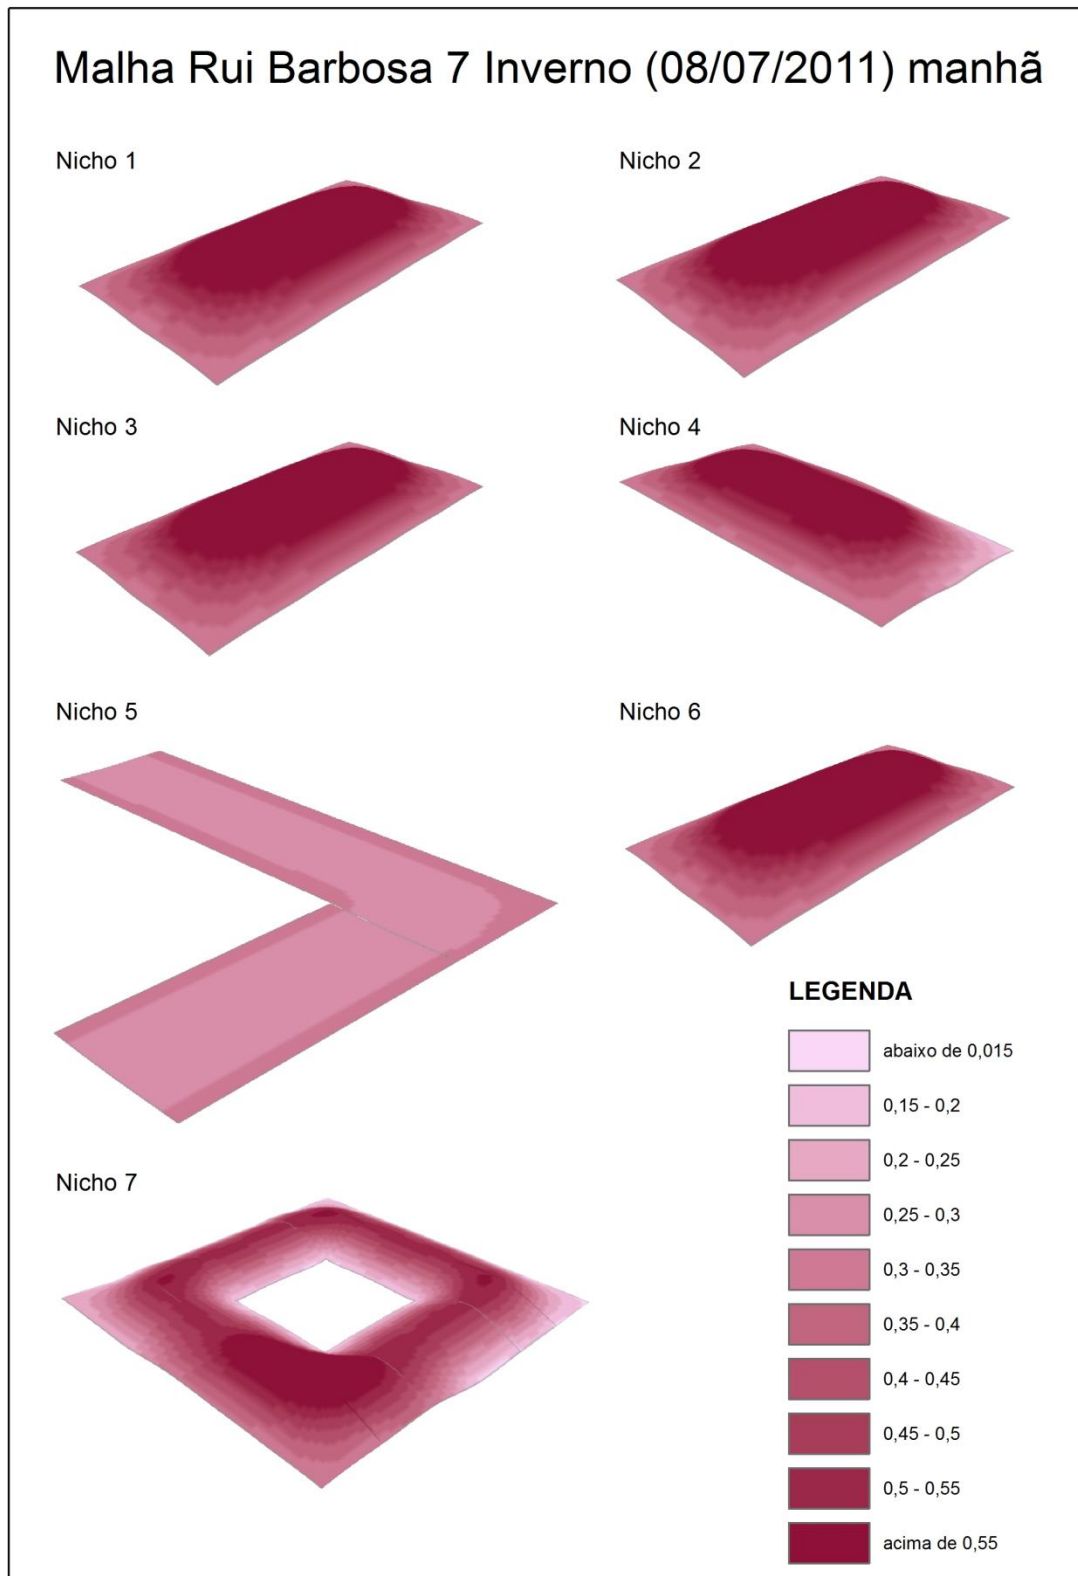 Malha Rui Barbosa 7 Inverno (08/07/2011) manhã
Nicho 1
Nicho 2
Nicho 3
Nicho 4
Nicho 5
Nicho 6
Nicho 7
LEGENDA
abaixo de 0,015
0,15 - 0,2
0,2 - 0,25
0,25 - 0,3
0,3 - 0,35
0,35 - 0,4
0,4 - 0,45
0,45 - 0,5
0,5 - 0,55
acima de 0,55